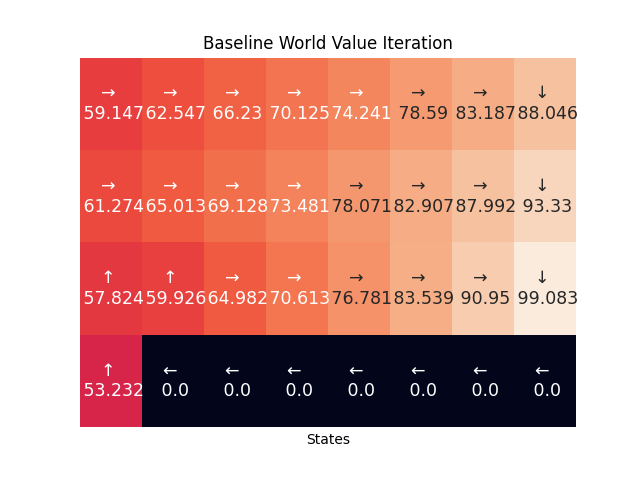 Baseline World Value Iteration
→ → → → → → → ↓
59.147 62.547 66.23 70.125 74.241 78.59 83.187 88.046
→ → → → → → → ↓
61.274 65.013 69.128 73.481 78.071 82.907 87.992 93.33
↑ ↑ → → → → → ↓
57.824 59.926 64.982 70.613 76.781 83.539 90.95 99.083
↑ ← ← ← ← ← ← ←
53.232 0.0 0.0 0.0 0.0 0.0 0.0 0.0
States